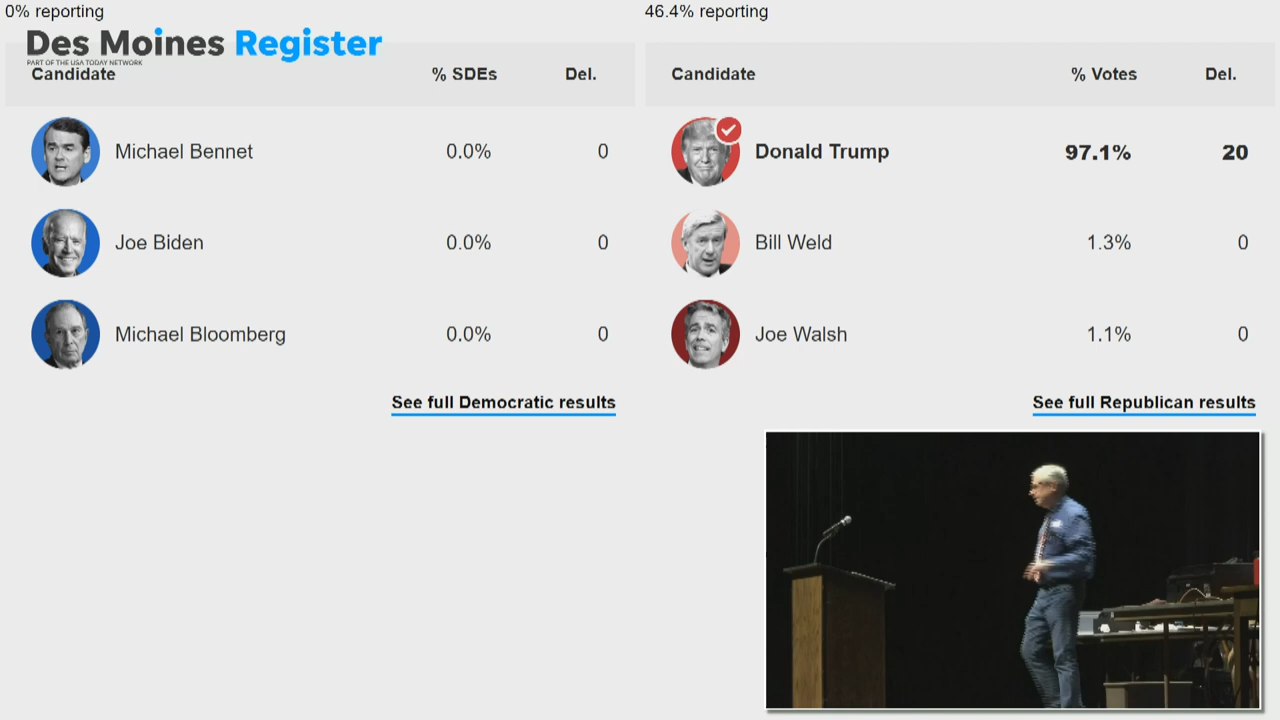 0% reporting
Des Moines Register
PART OF THE USA TODAY NETWORK
Candidate % SDEs Del.
Michael Bennet 0.0% 0
Joe Biden 0.0% 0
Michael Bloomberg 0.0% 0
See full Democratic results
46.4% reporting
Candidate % Votes Del.
Donald Trump 97.1% 20
Bill Weld 1.3% 0
Joe Walsh 1.1% 0
See full Republican results